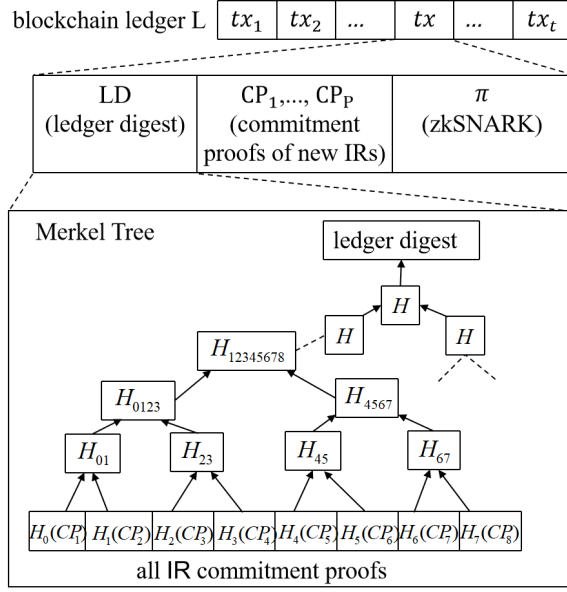 blockchain ledger L tx₁ tx₂ ... tx ... txₜ
LD CP₁,..., CP_P π
(ledger digest) (commitment (zkSNARK)
proofs of new IRs)
Merkel Tree
ledger digest
H
H H
H₁₂₃₄₅₆₇₈
H₀₁₂₃ H₄₅₆₇
H₀₁ H₂₃ H₄₅ H₆₇
H₀(CP₁) H₁(CP₂) H₂(CP₃) H₃(CP₄) H₄(CP₅) H₅(CP₆) H₆(CP₇) H₇(CP₈)
all IR commitment proofs